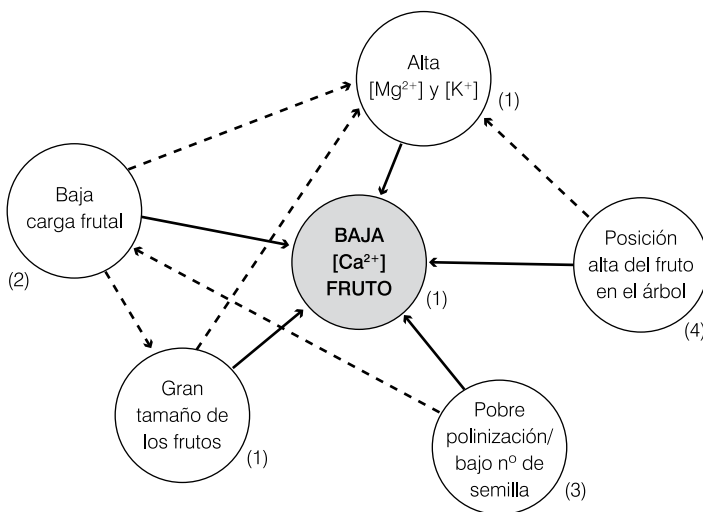 Alta
[Mg²⁺] y [K⁺]
(1)
Baja
carga frutal
(2)
BAJA
[Ca²⁺]
FRUTO
(1)
Posición
alta del fruto
en el árbol
(4)
Gran
tamaño de
los frutos
(1)
Pobre
polinización/
bajo nº de
semilla
(3)